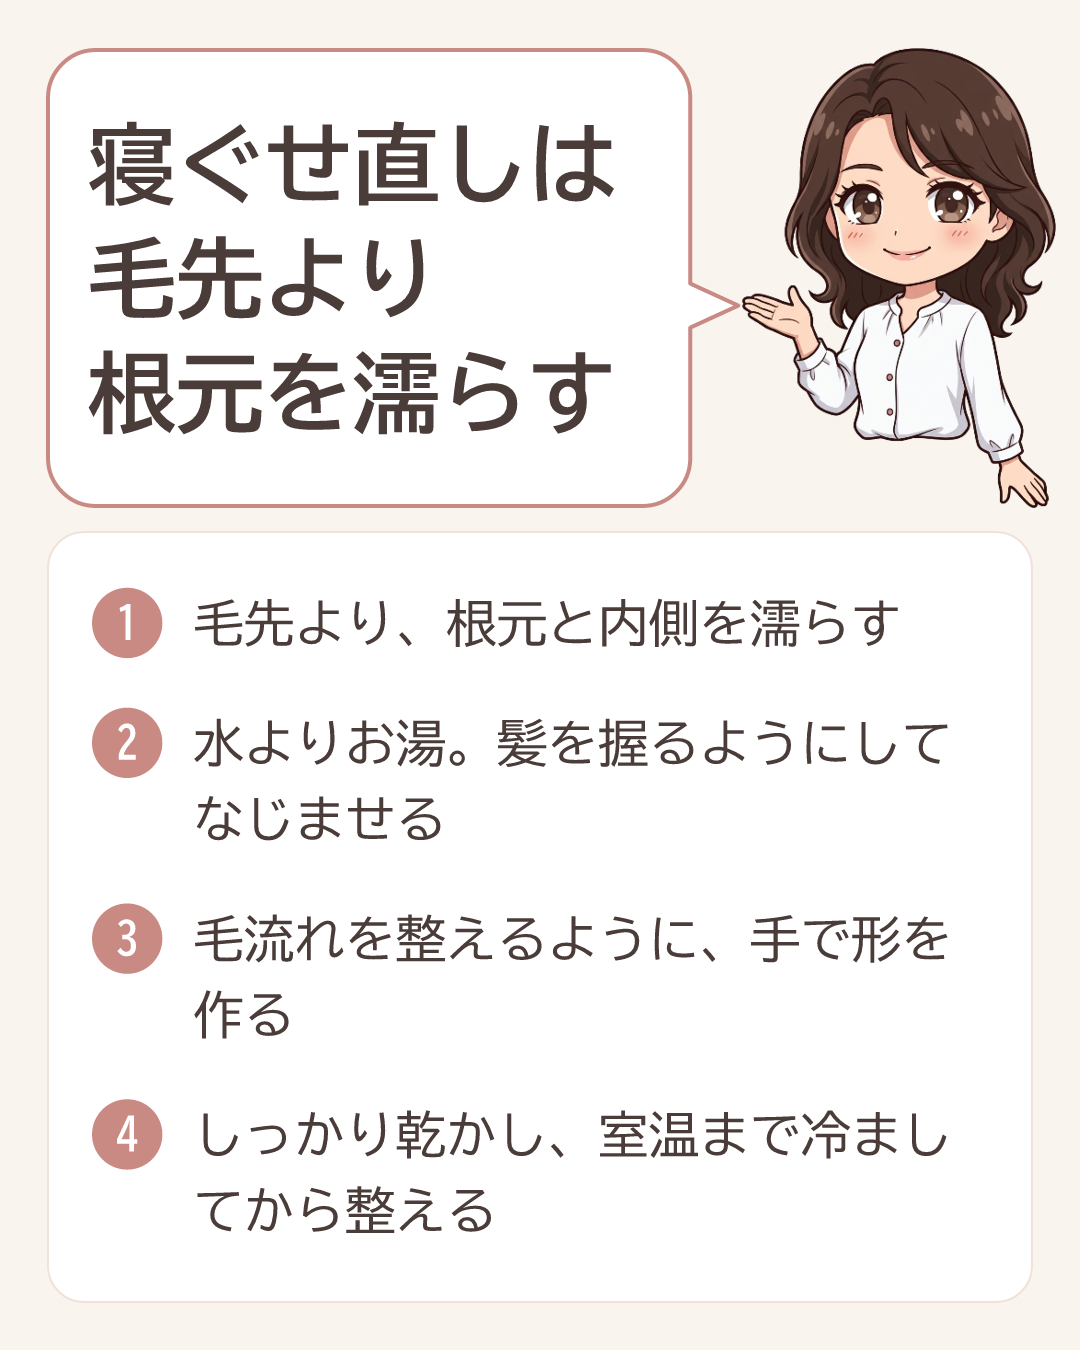 寝ぐせ直しは
毛先より
根元を濡らす
1 毛先より、根元と内側を濡らす
2 水よりお湯。髪を握るようにして
なじませる
3 毛流れを整えるように、手で形を
作る
4 しっかり乾かし、室温まで冷まし
てから整える